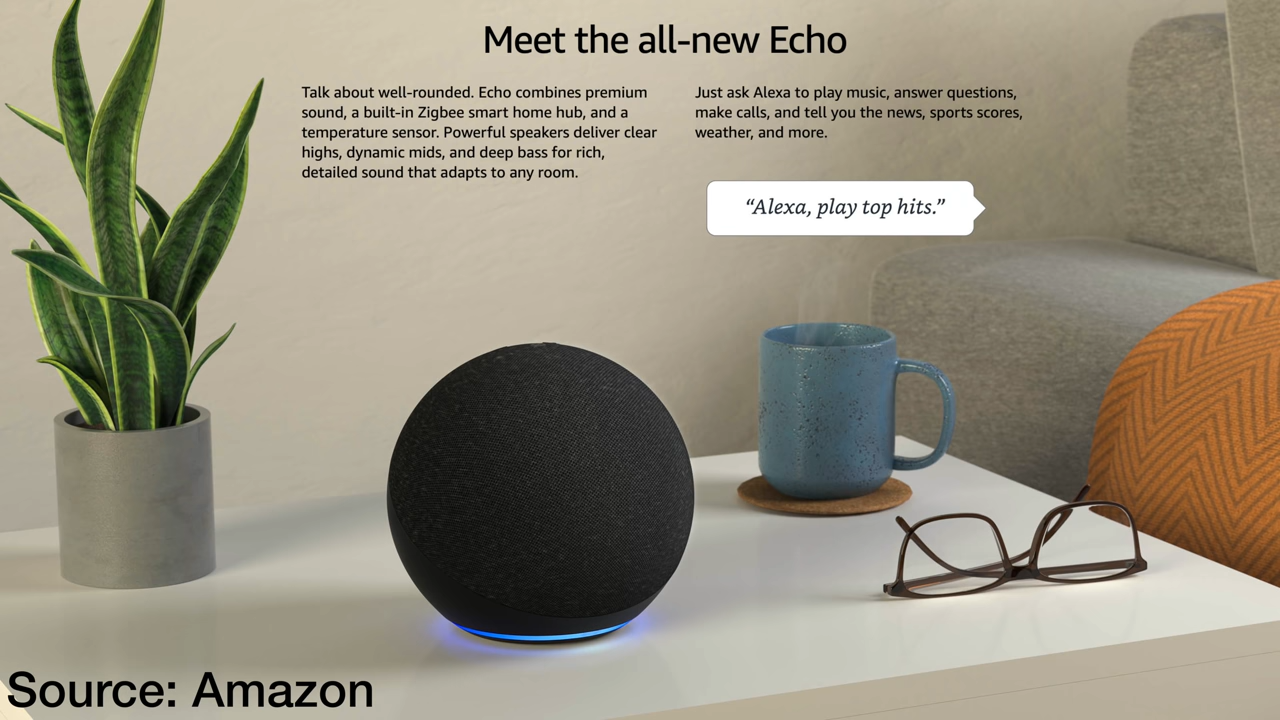 Meet the all-new Echo
Talk about well-rounded. Echo combines premium
sound, a built-in Zigbee smart home hub, and a
temperature sensor. Powerful speakers deliver clear
highs, dynamic mids, and deep bass for rich,
detailed sound that adapts to any room.
Just ask Alexa to play music, answer questions,
make calls, and tell you the news, sports scores,
weather, and more.
“Alexa, play top hits.”
Source: Amazon